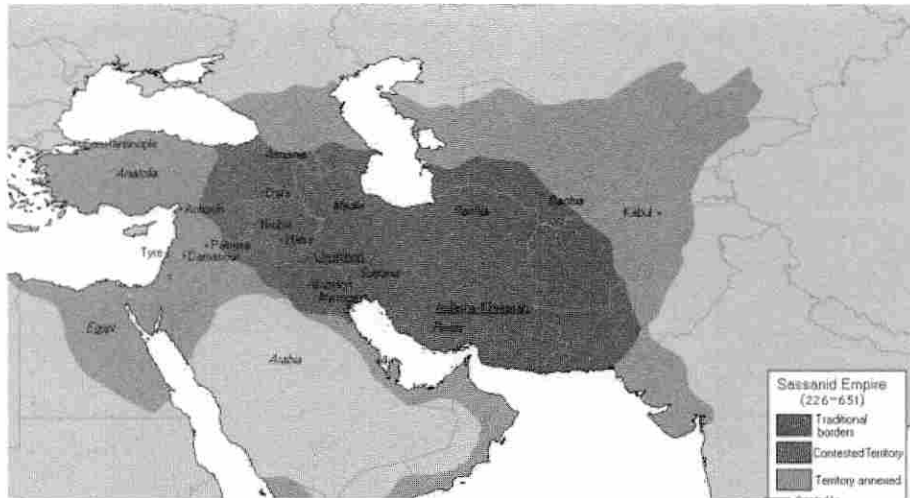 Constantinople
Armenia
Anatolia
Dara
Antioch
Media
Parthia
Bactria
Kabul
Nisibis
Hatra
Palmyra
Tyre
Damascus
Ctesiphon
Susiana
Egypt
Persis
Arabia
Sassanid Empire
(226-651)
Traditional
borders
Contested Territory
Territory annexed